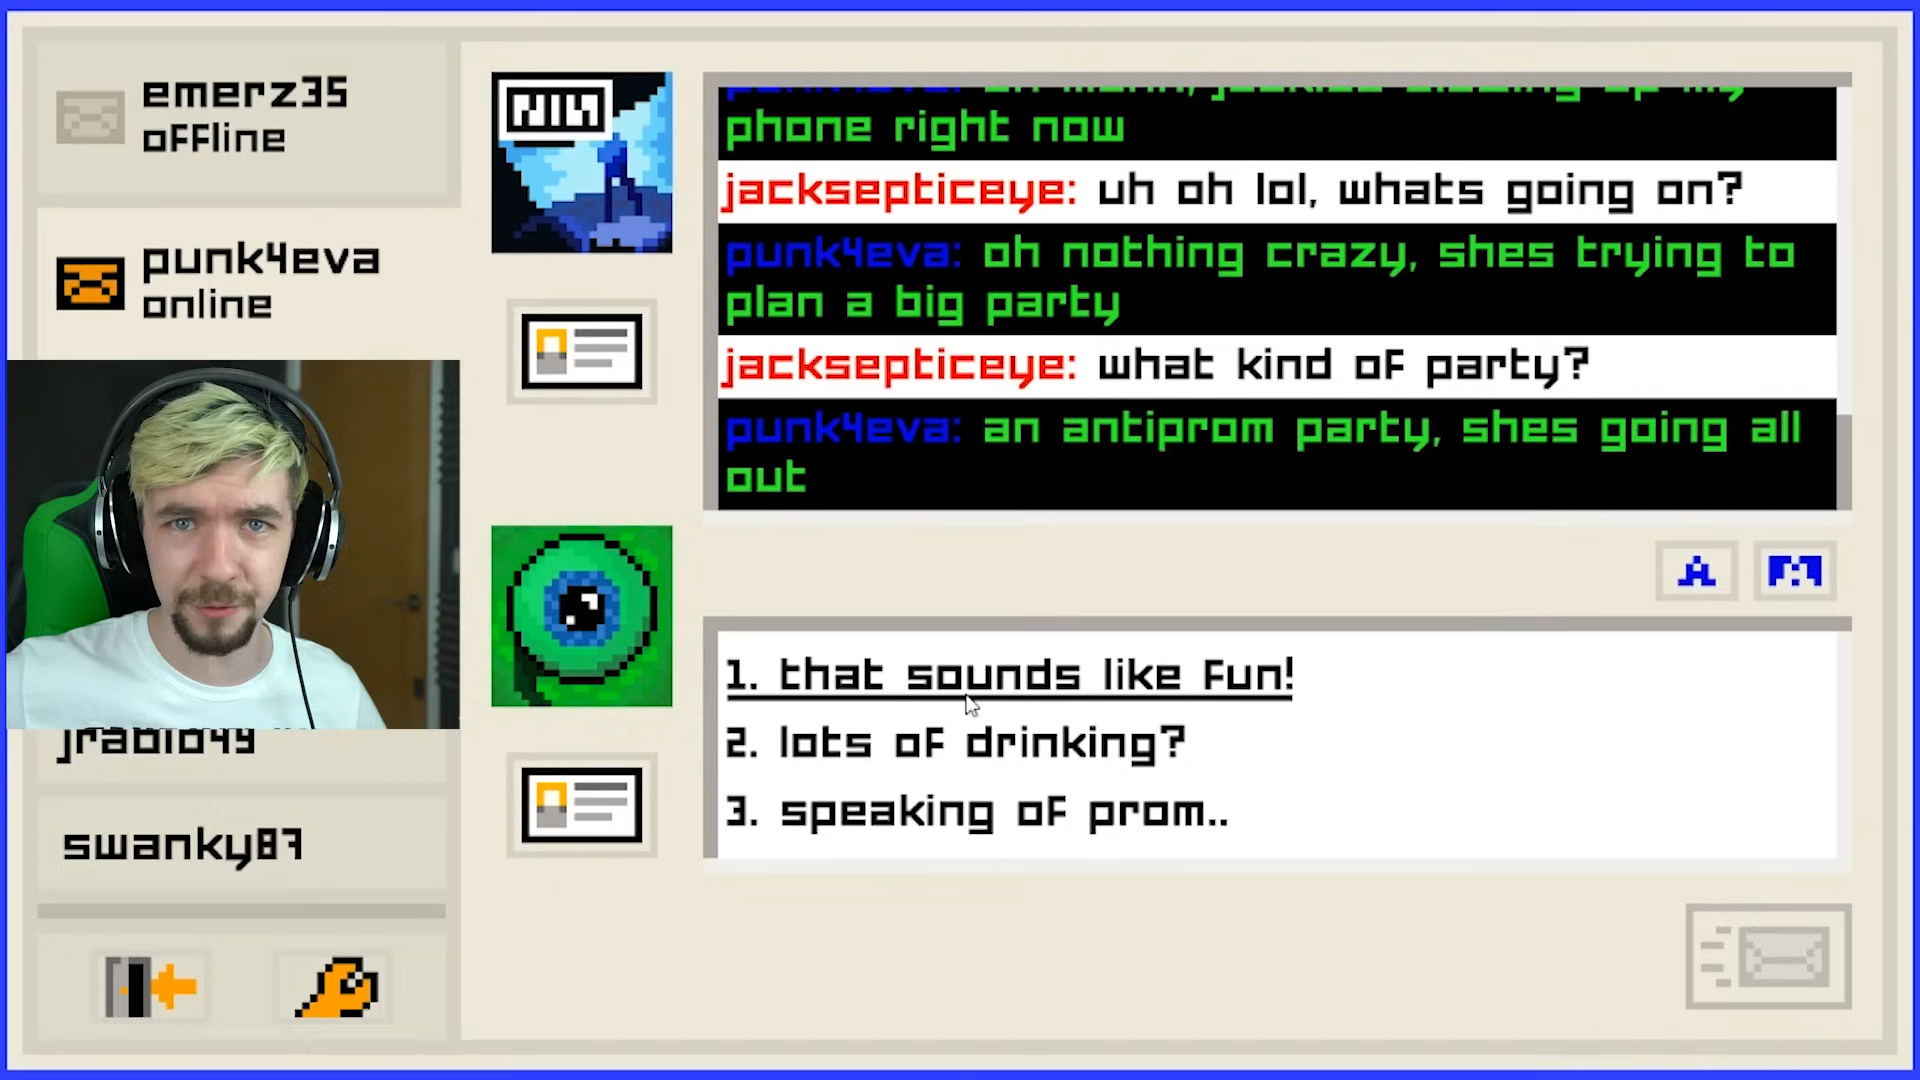 emerz35
offline
punk4eva
online
swanky87
NIN
phone right now
jacksepticeye: uh oh lol, whats going on?
punk4eva: oh nothing crazy, shes trying to
plan a big party
jacksepticeye: what kind of party?
punk4eva: an antiprom party, shes going all
out
A M
1. that sounds like fun!
2. lots of drinking?
3. speaking of prom..